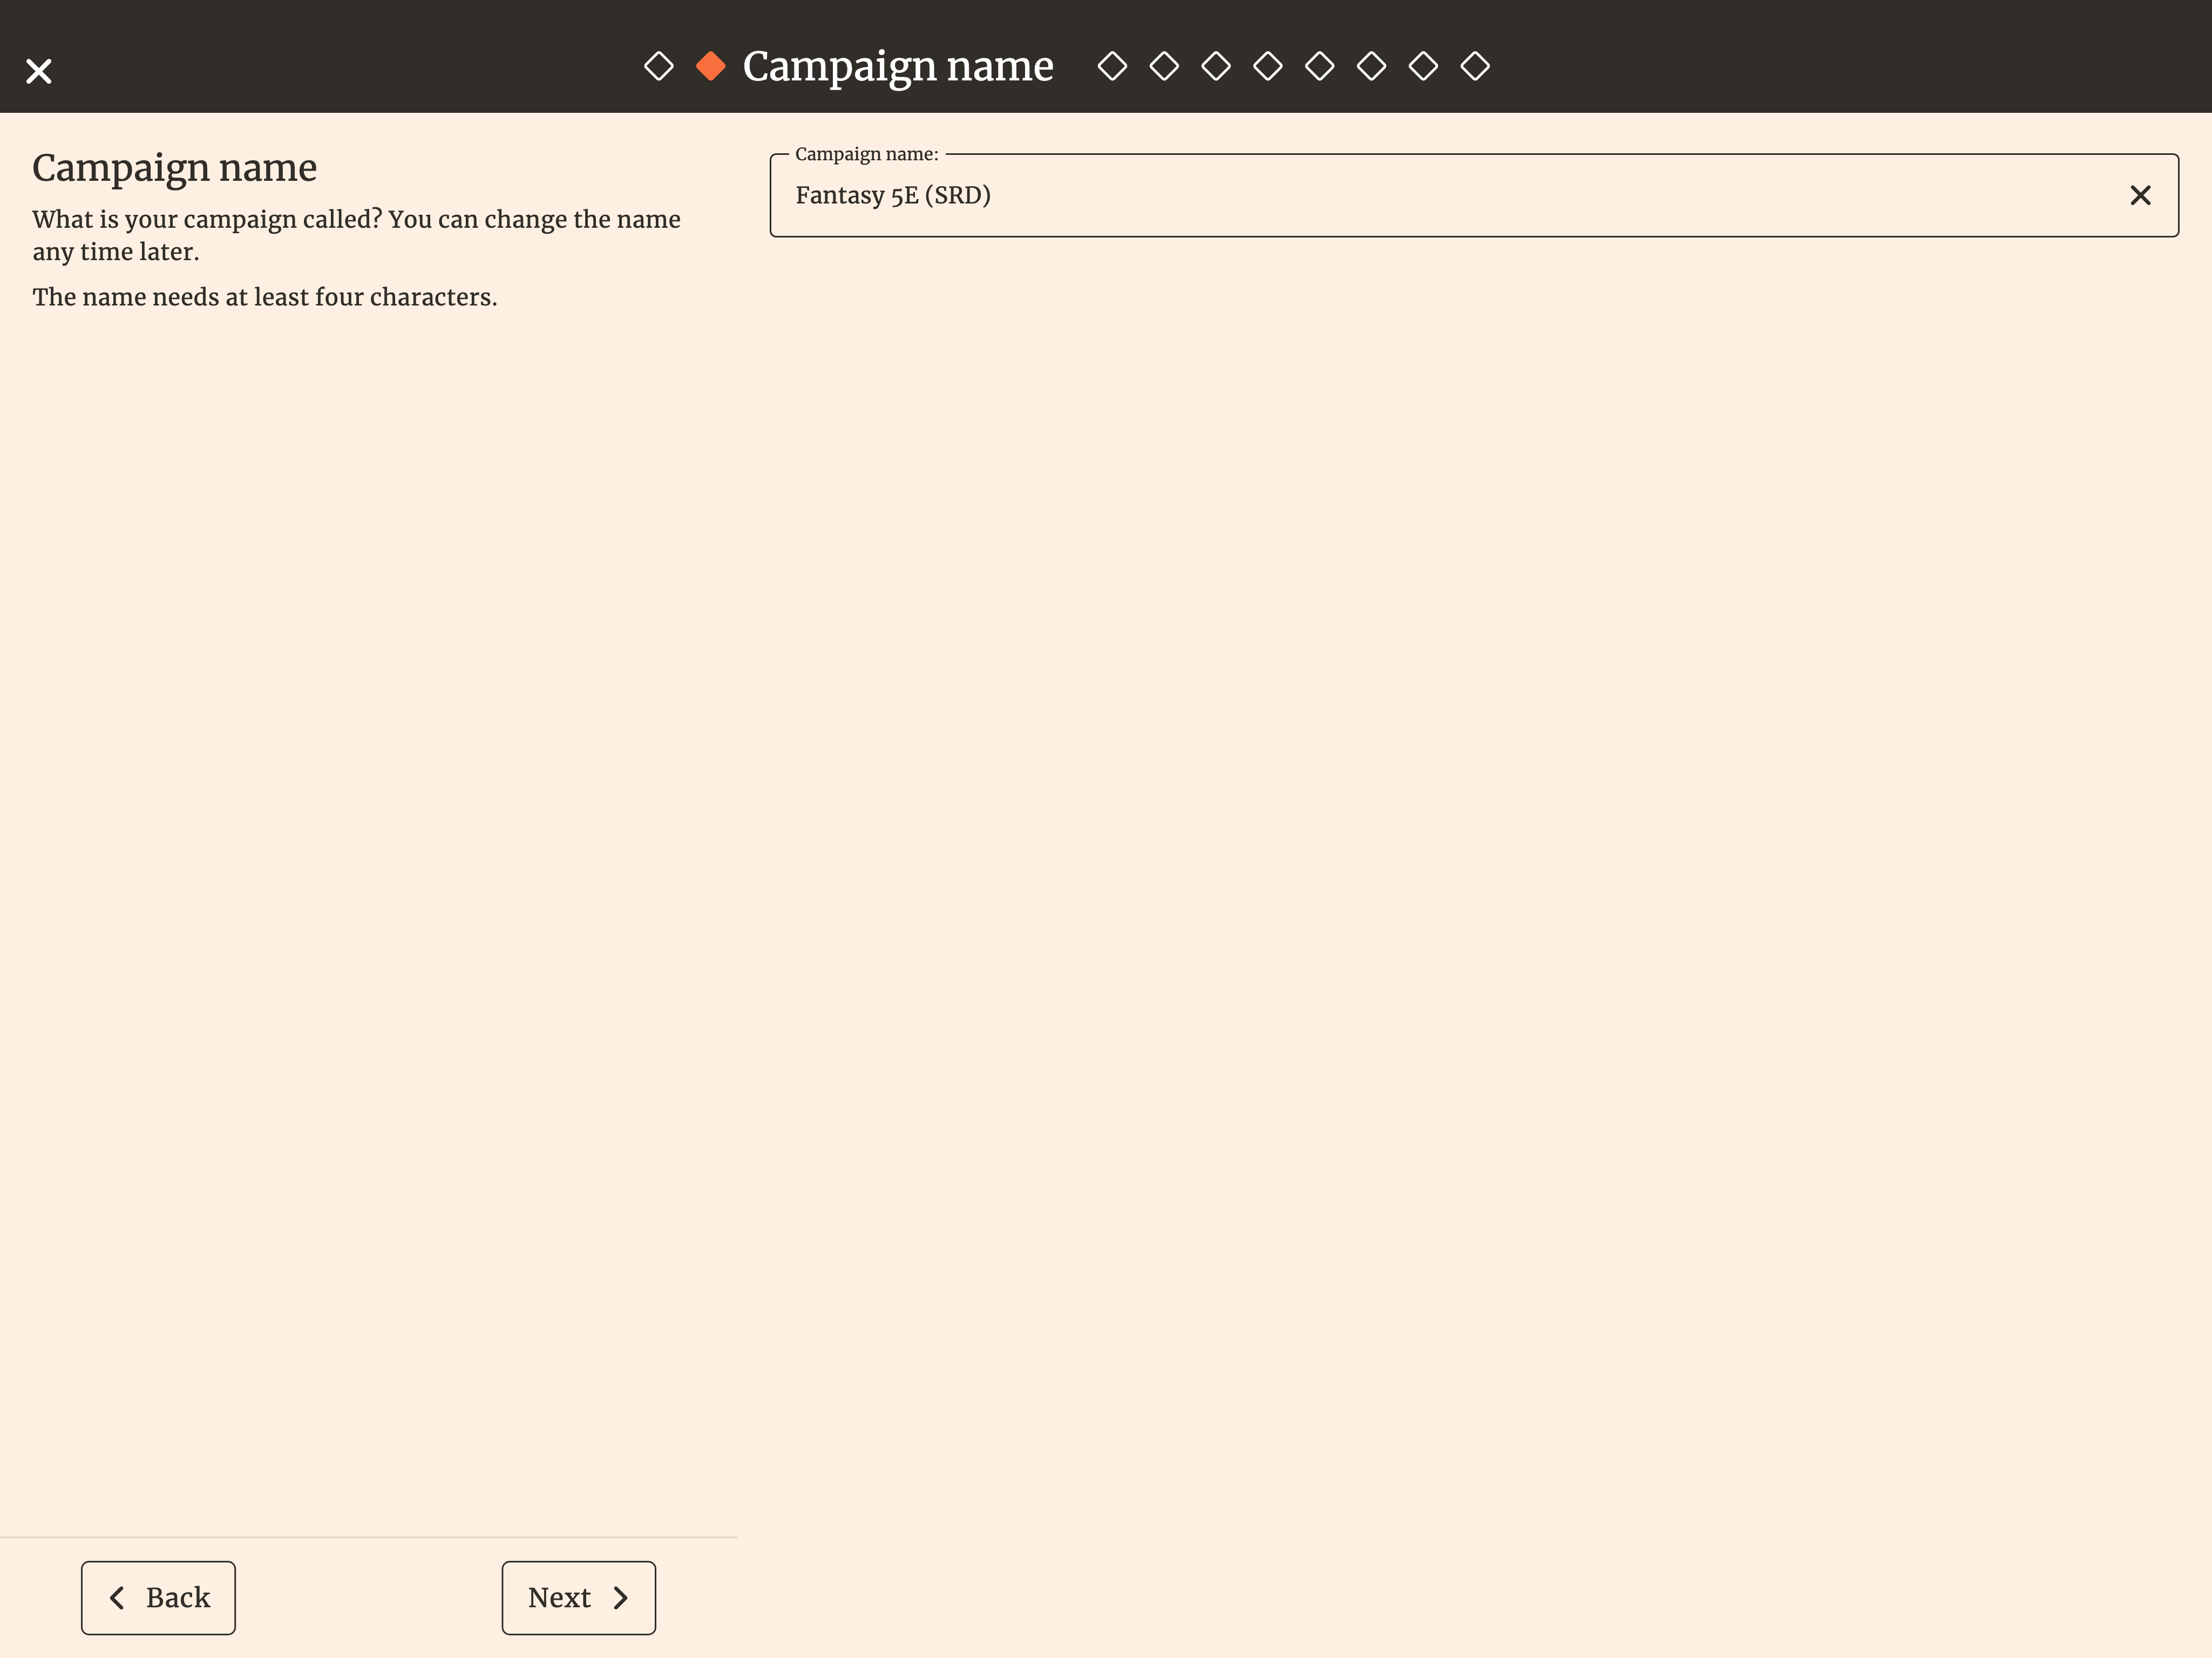 Campaign name
Campaign name
What is your campaign called? You can change the name
any time later.
The name needs at least four characters.
Campaign name:
Fantasy 5E (SRD)
Back
Next